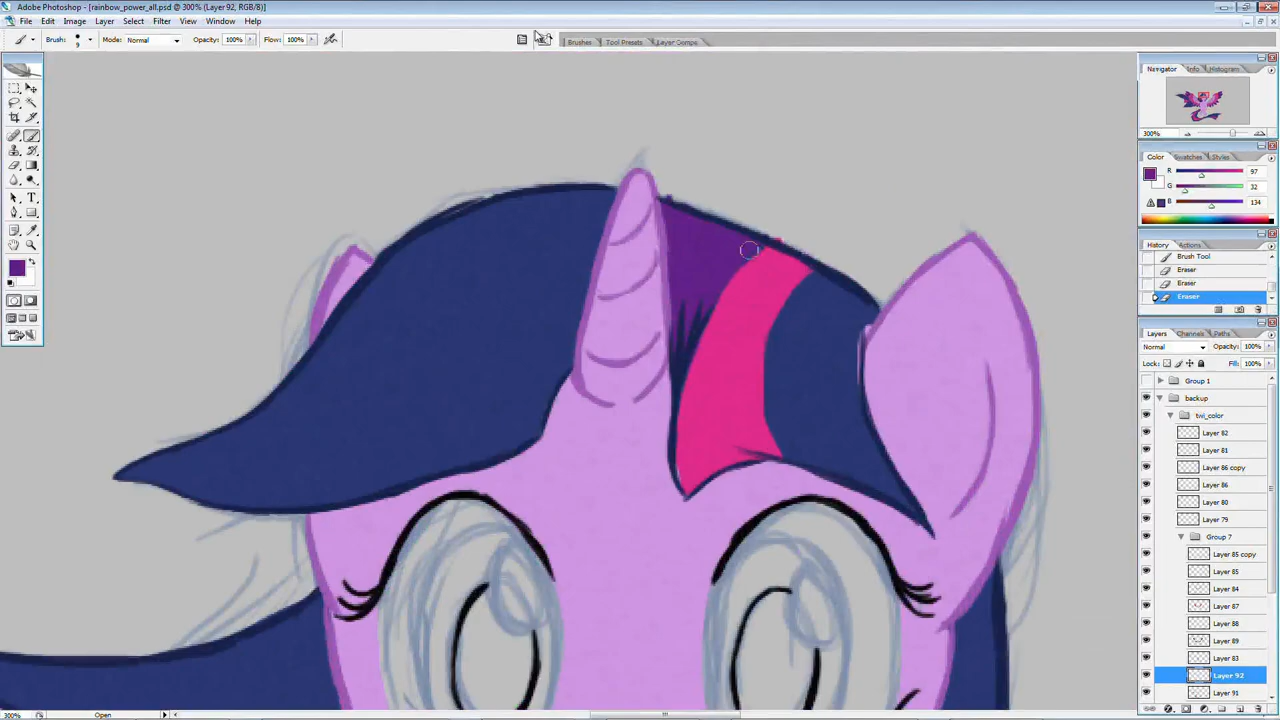 Adobe Photoshop - [rainbow_power_all.psd @ 300% (Layer 92, RGB/8)]
File Edit Image Layer Select Filter View Window Help
Brush: 9 Mode: Normal Opacity: 100% Flow: 100% Brushes Tool Presets Layer Comps
Navigator Info Histogram
300%
Color Swatches Styles
R 97
G 32
B 134
History Actions
Brush Tool
Eraser
Eraser
Eraser
Layers Channels Paths
Normal Opacity: 100%
Lock: Fill: 100%
Group 1
backup
twi_color
Layer 82
Layer 81
Layer 86 copy
Layer 86
Layer 80
Layer 79
Group 7
Layer 85 copy
Layer 85
Layer 84
Layer 87
Layer 88
Layer 89
Layer 83
Layer 92
Layer 91
300% Open